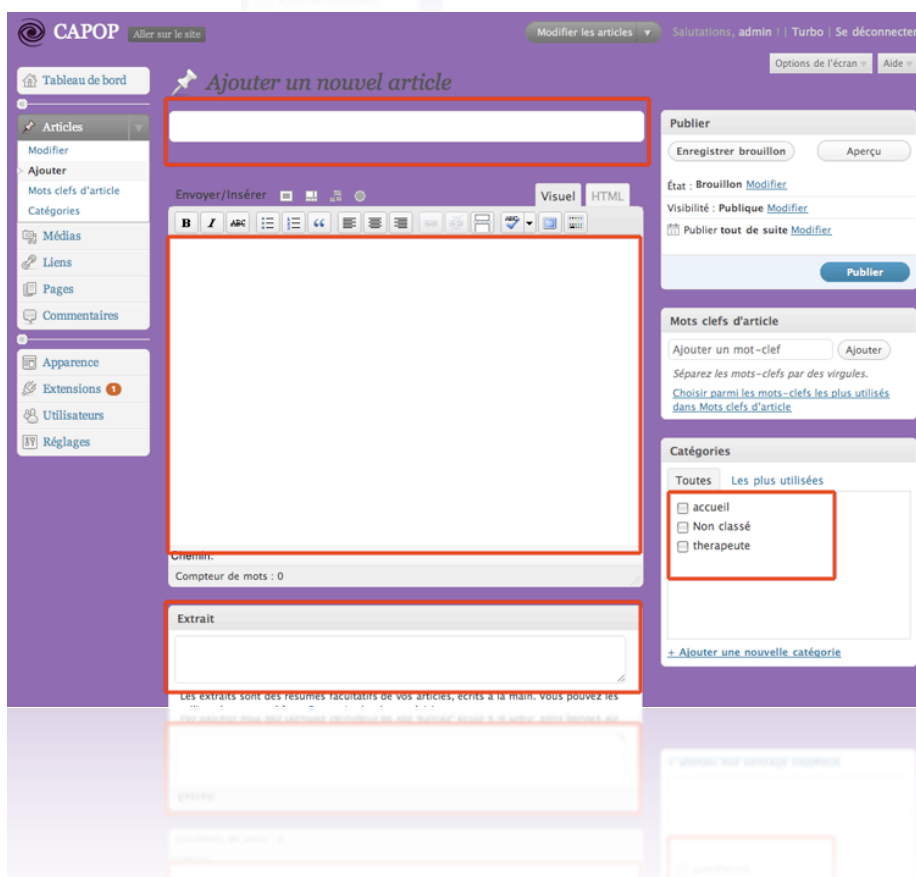 CAPOP Aller sur le site
Modifier les articles
Salutations, admin ! | Turbo | Se déconnecter
Options de l'écran
Aide
Tableau de bord
Articles
Modifier
Ajouter
Mots clefs d'article
Catégories
Médias
Liens
Pages
Commentaires
Apparence
Extensions 1
Utilisateurs
Réglages
Ajouter un nouvel article
Envoyer/Insérer
Visuel HTML
B I ABC
ABC
Chemin:
Compteur de mots : 0
Extrait
Les extraits sont des résumés facultatifs de vos articles, écrits à la main. Vous pouvez les
Publier
Enregistrer brouillon Aperçu
État : Brouillon Modifier
Visibilité : Publique Modifier
Publier tout de suite Modifier
Publier
Mots clefs d'article
Ajouter un mot-clef Ajouter
Séparez les mots-clefs par des virgules.
Choisir parmi les mots-clefs les plus utilisés
dans Mots clefs d'article
Catégories
Toutes Les plus utilisées
accueil
Non classé
therapeute
+ Ajouter une nouvelle catégorie